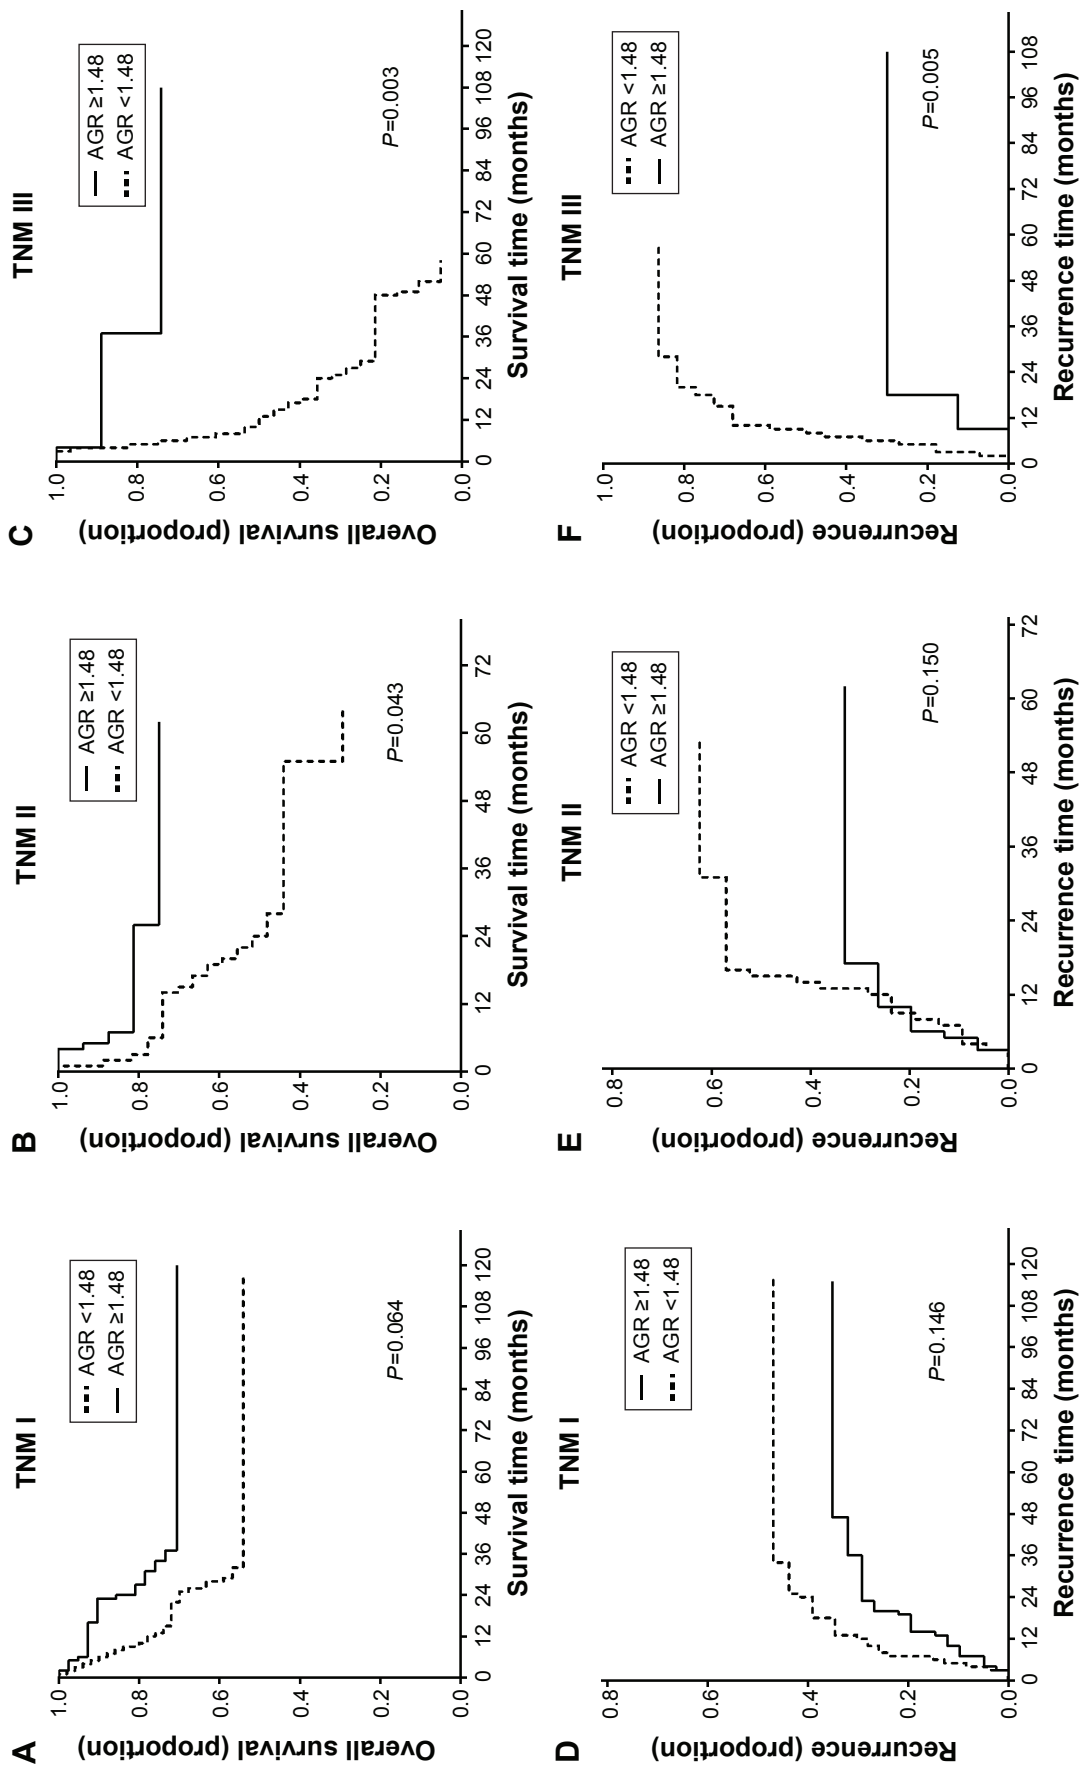 A
TNM I
Overall survival (proportion)
1.0
0.8
0.6
0.4
0.2
0.0
AGR <1.48
AGR ≥1.48
P=0.064
0 12 24 36 48 60 72 84 96 108 120
Survival time (months)
B
TNM II
Overall survival (proportion)
1.0
0.8
0.6
0.4
0.2
0.0
AGR ≥1.48
AGR <1.48
P=0.043
0 12 24 36 48 60 72
Survival time (months)
C
TNM III
Overall survival (proportion)
1.0
0.8
0.6
0.4
0.2
0.0
AGR ≥1.48
AGR <1.48
P=0.003
0 12 24 36 48 60 72 84 96 108 120
Survival time (months)
D
TNM I
Recurrence (proportion)
0.8
0.6
0.4
0.2
0.0
AGR ≥1.48
AGR <1.48
P=0.146
0 12 24 36 48 60 72 84 96 108 120
Recurrence time (months)
E
TNM II
Recurrence (proportion)
0.8
0.6
0.4
0.2
0.0
AGR <1.48
AGR ≥1.48
P=0.150
0 12 24 36 48 60 72
Recurrence time (months)
F
TNM III
Recurrence (proportion)
1.0
0.8
0.6
0.4
0.2
0.0
AGR <1.48
AGR ≥1.48
P=0.005
0 12 24 36 48 60 72 84 96 108
Recurrence time (months)